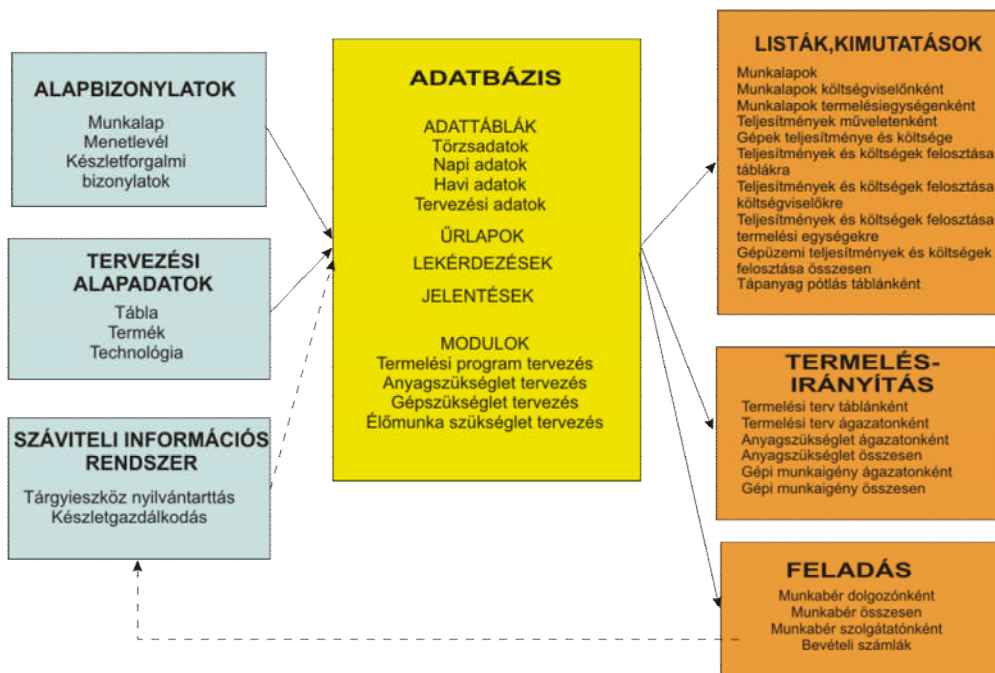 ALAPBIZONYLATOK
Munkalap
Menetlevél
Készletforgalmi
bizonylatok
TERVEZÉSI
ALAPADATOK
Tábla
Termék
Technológia
SZÁVITELI INFORMÁCIÓS
RENDSZER
Tárgyieszköz nyilvántarttás
Készletgazdálkodás
ADATBÁZIS
ADATTÁBLÁK
Törzsadatok
Napi adatok
Havi adatok
Tervezési adatok
ŰRLAPOK
LEKÉRDEZÉSEK
JELENTÉSEK
MODULOK
Termelési program tervezés
Anyagszükséglet tervezés
Gépszükséglet tervezés
Élőmunka szükséglet tervezés
LISTÁK,KIMUTATÁSOK
Munkalapok
Munkalapok költségviselőnként
Munkalapok termelésiegységenként
Teljesítmények műveletenként
Gépek teljesítménye és költsége
Teljesítmények és költségek felosztása
táblákra
Teljesítmények és költségek felosztása
költségviselőkre
Teljesítmények és költségek felosztása
termelési egységekre
Gépüzemi teljesítmények és költségek
felosztása összesen
Tápanyag pótlás táblánként
TERMELÉS-
IRÁNYÍTÁS
Termelési terv táblánként
Termelési terv ágazatonként
Anyagszükséglet ágazatonként
Anyagszükséglet összesen
Gépi munkaigény ágazatonként
Gépi munkaigény összesen
FELADÁS
Munkabér dolgozónként
Munkabér összesen
Munkabér szolgátatónként
Bevételi számlák